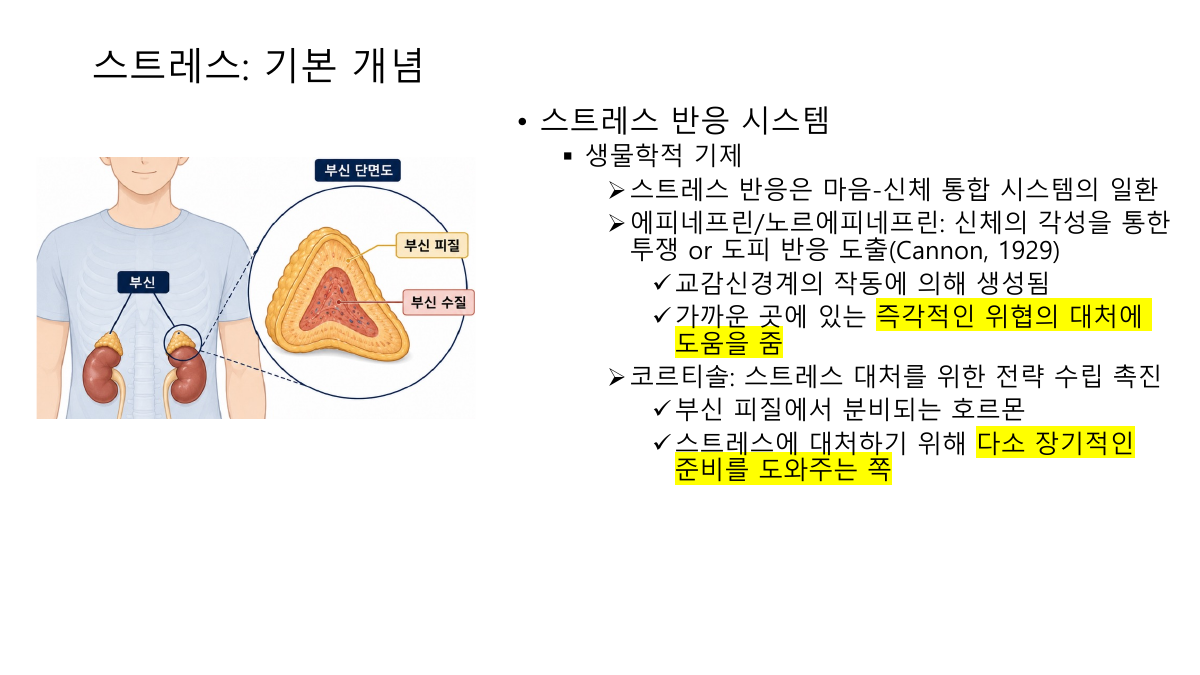 스트레스: 기본 개념
부신 단면도
부신 피질
부신
부신 수질
• 스트레스 반응 시스템
▪ 생물학적 기제
➢ 스트레스 반응은 마음-신체 통합 시스템의 일환
➢ 에피네프린/노르에피네프린: 신체의 각성을 통한
투쟁 or 도피 반응 도출(Cannon, 1929)
✓ 교감신경계의 작동에 의해 생성됨
✓ 가까운 곳에 있는 즉각적인 위협의 대처에
도움을 줌
➢ 코르티솔: 스트레스 대처를 위한 전략 수립 촉진
✓ 부신 피질에서 분비되는 호르몬
✓ 스트레스에 대처하기 위해 다소 장기적인
준비를 도와주는 쪽